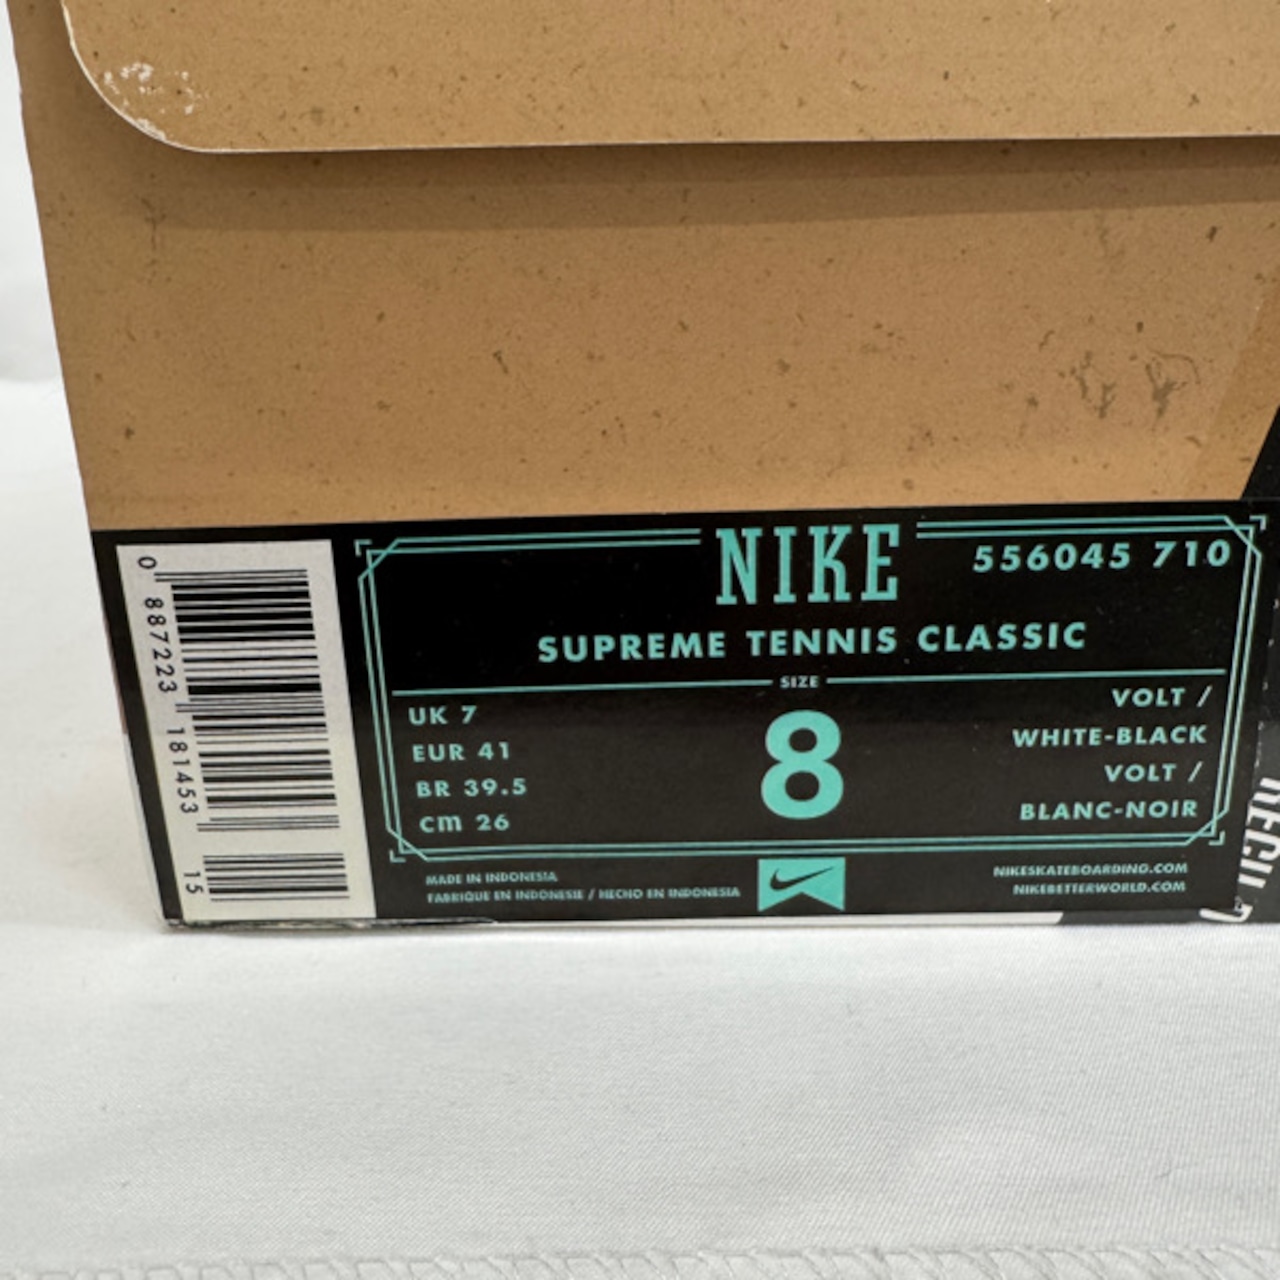 0 887223 181453 15
NIKE
556045 710
SUPREME TENNIS CLASSIC
SIZE
8
UK 7
EUR 41
BR 39.5
cm 26
VOLT /
WHITE-BLACK
VOLT /
BLANC-NOIR
MADE IN INDONESIA
FABRIQUE EN INDONESIE / HECHO EN INDONESIA
NIKESKATEBOARDING.COM
NIKEBETTERWORLD.COM